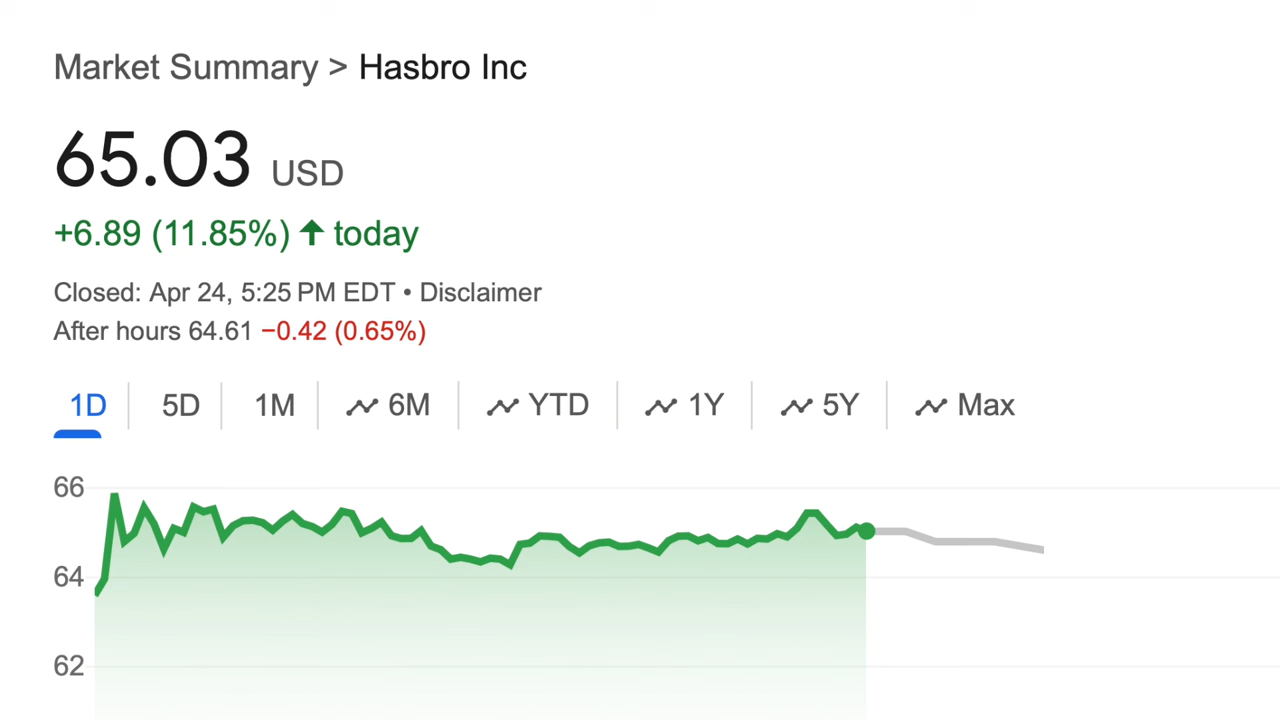 Market Summary > Hasbro Inc
65.03 USD
+6.89 (11.85%) ↑ today
Closed: Apr 24, 5:25 PM EDT • Disclaimer
After hours 64.61 −0.42 (0.65%)
1D 5D 1M 6M YTD 1Y 5Y Max
66
64
62